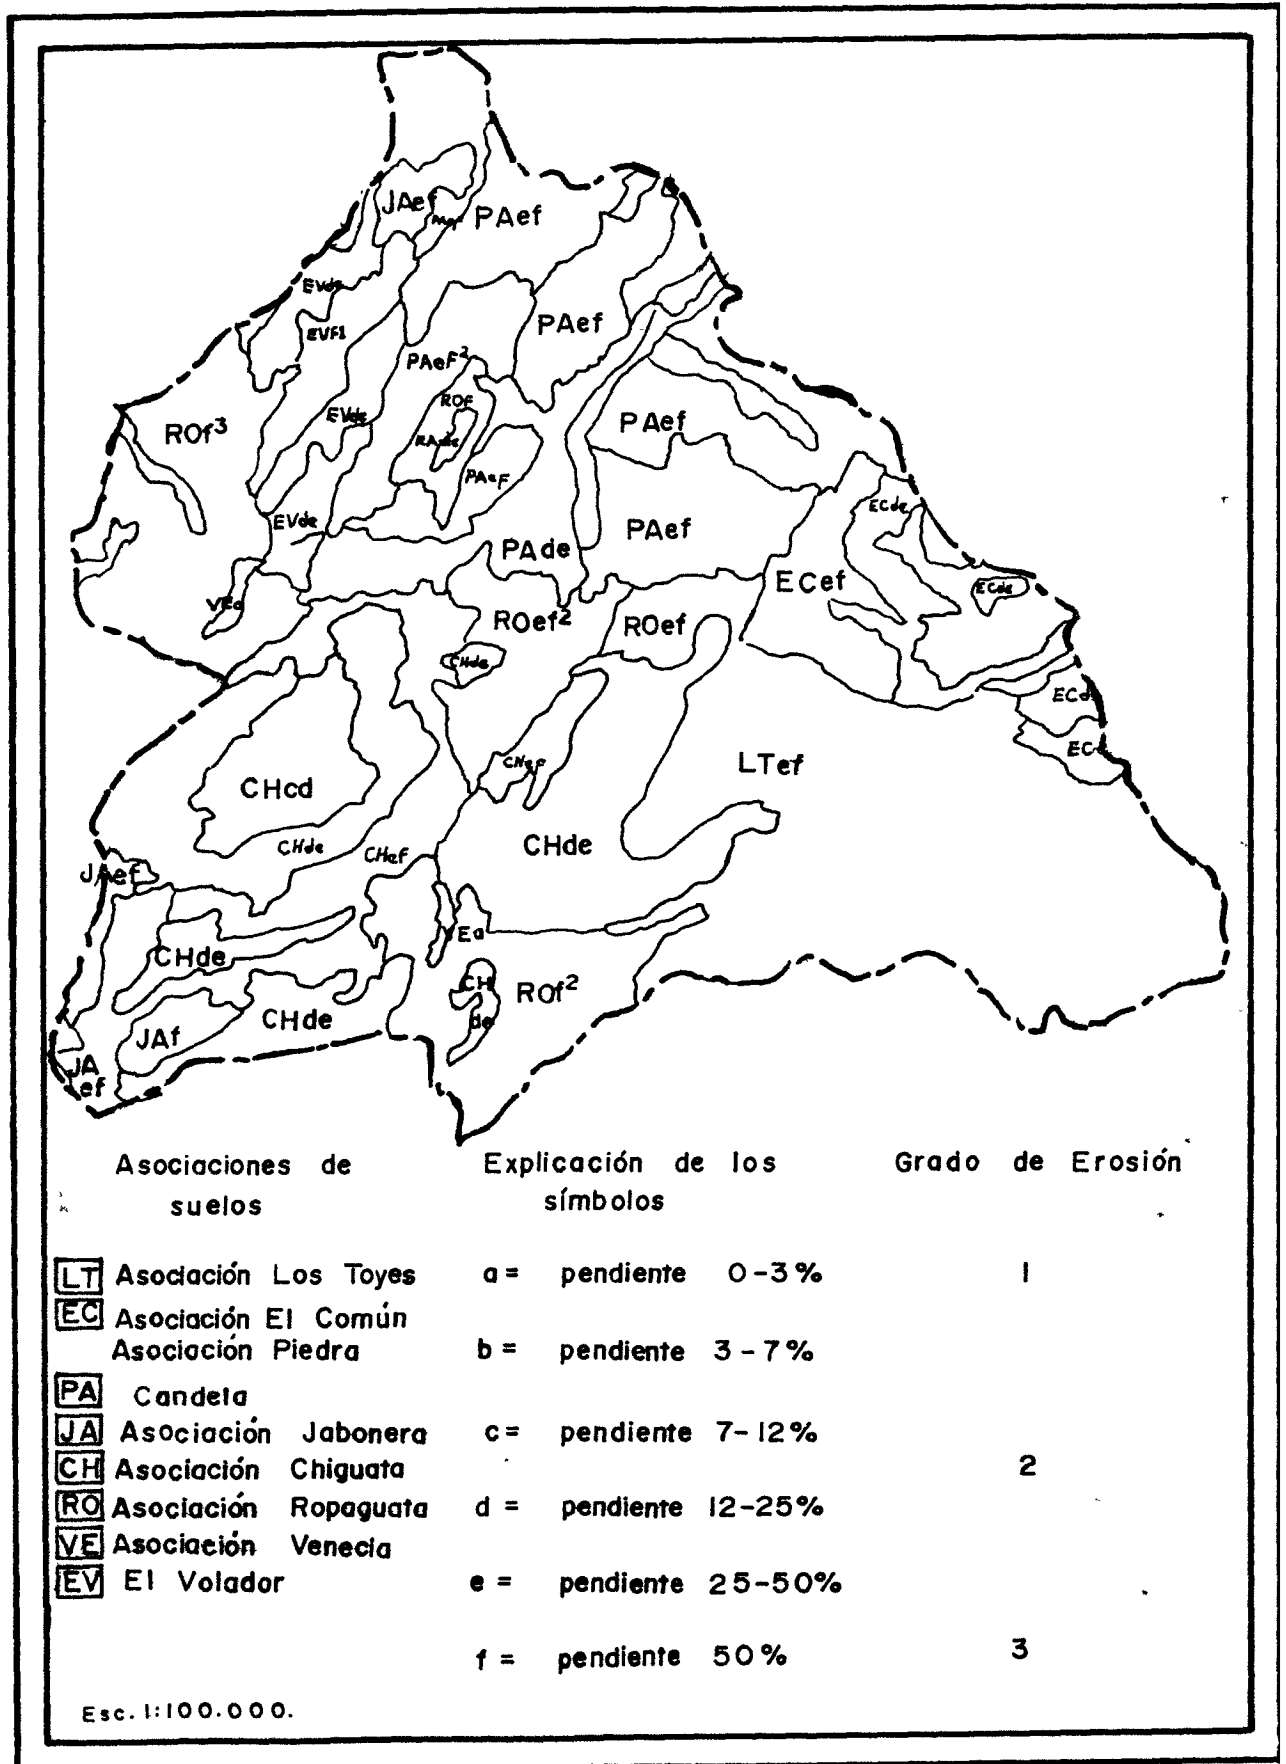 JAef
PAef
EVde
EVf1
PAef
PAeF²
ROf
EVde
ROf³
PAef
PAeF
ECde
EVde
PAef
PAde
ECef
ECde
VEa
ROef²
ROef
CHde
ECd
EC
CHef
LTef
CHcd
CHde
CHde
CHef
JAef
Ea
CHde
CH
de
ROf²
CHde
JAf
JA
ef
Asociaciones de
suelos
Explicación de los
símbolos
Grado de Erosión
LT Asociación Los Toyes a = pendiente 0-3% 1
EC Asociación El Común
Asociación Piedra b = pendiente 3-7%
PA Candela
JA Asociación Jabonera c = pendiente 7-12%
CH Asociación Chiguata 2
RO Asociación Ropaguata d = pendiente 12-25%
VE Asociación Venecia
EV El Volador e = pendiente 25-50%
f = pendiente 50% 3
Esc. 1:100.000.